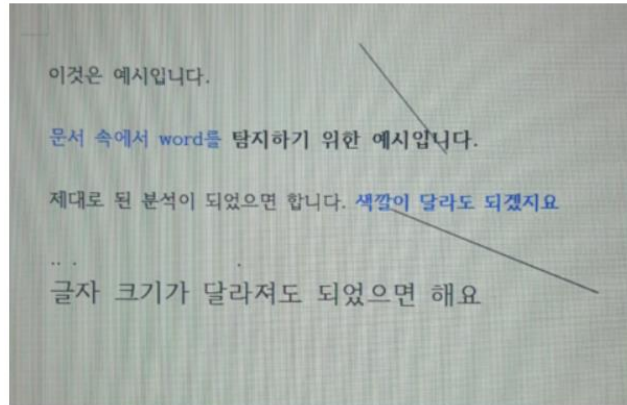 이것은 예시입니다.
문서 속에서 word를 탐지하기 위한 예시입니다.
제대로 된 분석이 되었으면 합니다. 색깔이 달라도 되겠지요
.. . .
글자 크기가 달라져도 되었으면 해요